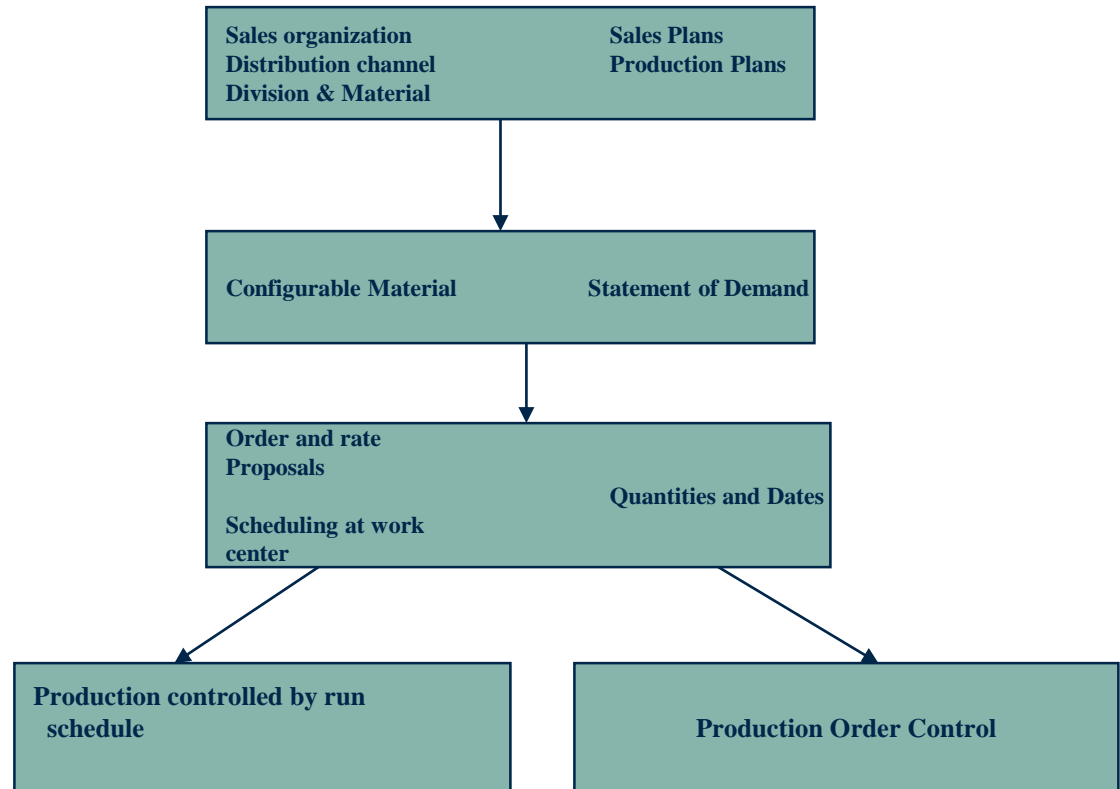 Sales organization
Distribution channel
Division & Material
Sales Plans
Production Plans
Configurable Material
Statement of Demand
Order and rate
Proposals
Scheduling at work
center
Quantities and Dates
Production controlled by run
schedule
Production Order Control